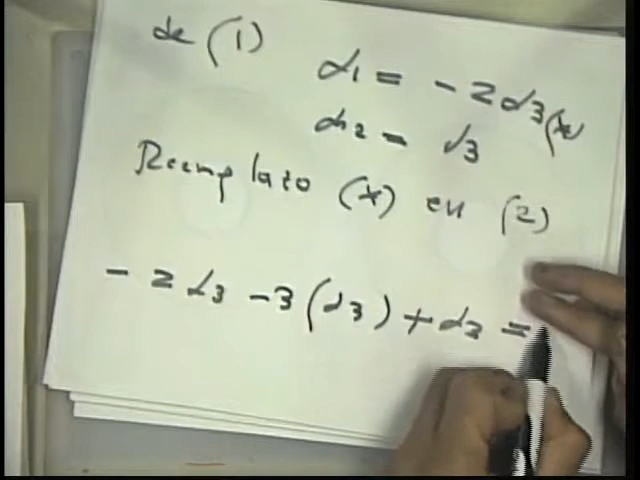 de (1) α1 = - 2α3 (*)
α2 = α3
Reemplazo (*) en (2)
- 2α3 - 3(α3) + α3 =